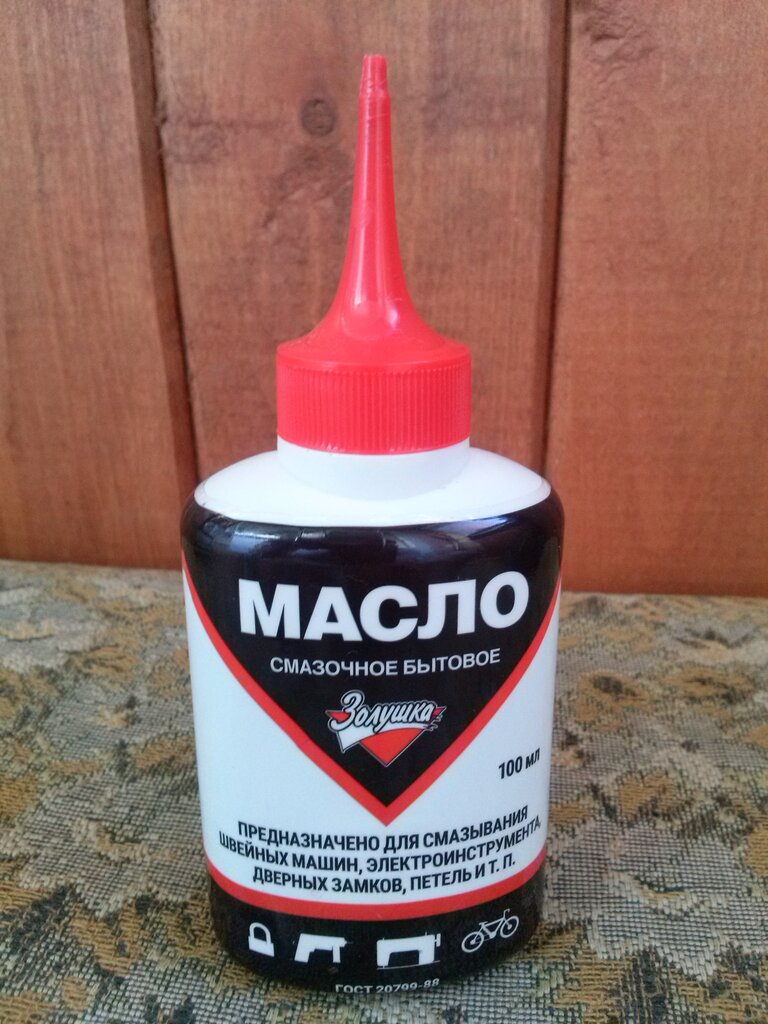 МАСЛО
СМАЗОЧНОЕ БЫТОВОЕ
Золушка
100 мл
ПРЕДНАЗНАЧЕНО ДЛЯ СМАЗЫВАНИЯ
ШВЕЙНЫХ МАШИН, ЭЛЕКТРОИНСТРУМЕНТА,
ДВЕРНЫХ ЗАМКОВ, ПЕТЕЛЬ И Т. П.
ГОСТ 20799-88